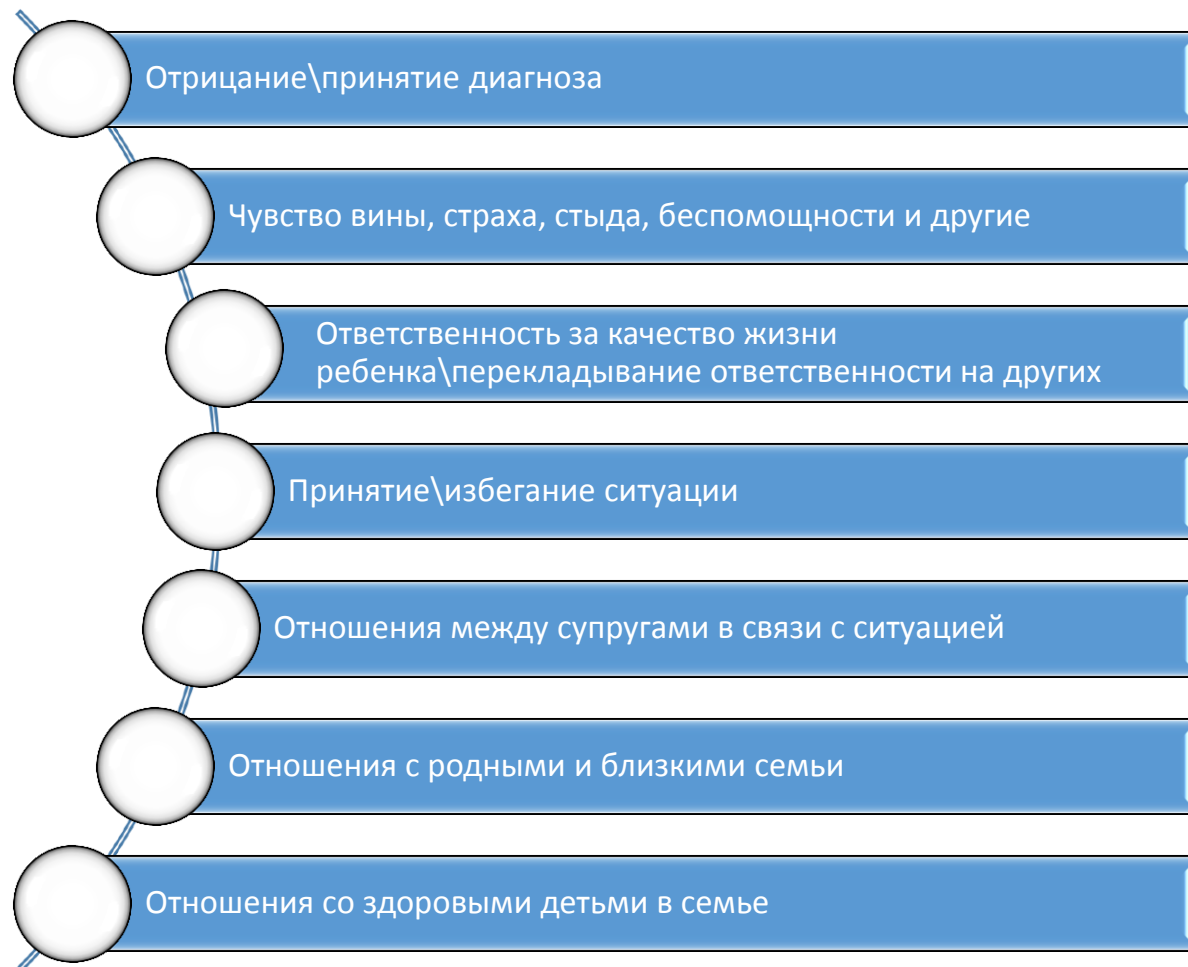 Отрицание\принятие диагноза
Чувство вины, страха, стыда, беспомощности и другие
Ответственность за качество жизни
ребенка\перекладывание ответственности на других
Принятие\избегание ситуации
Отношения между супругами в связи с ситуацией
Отношения с родными и близкими семьи
Отношения со здоровыми детьми в семье